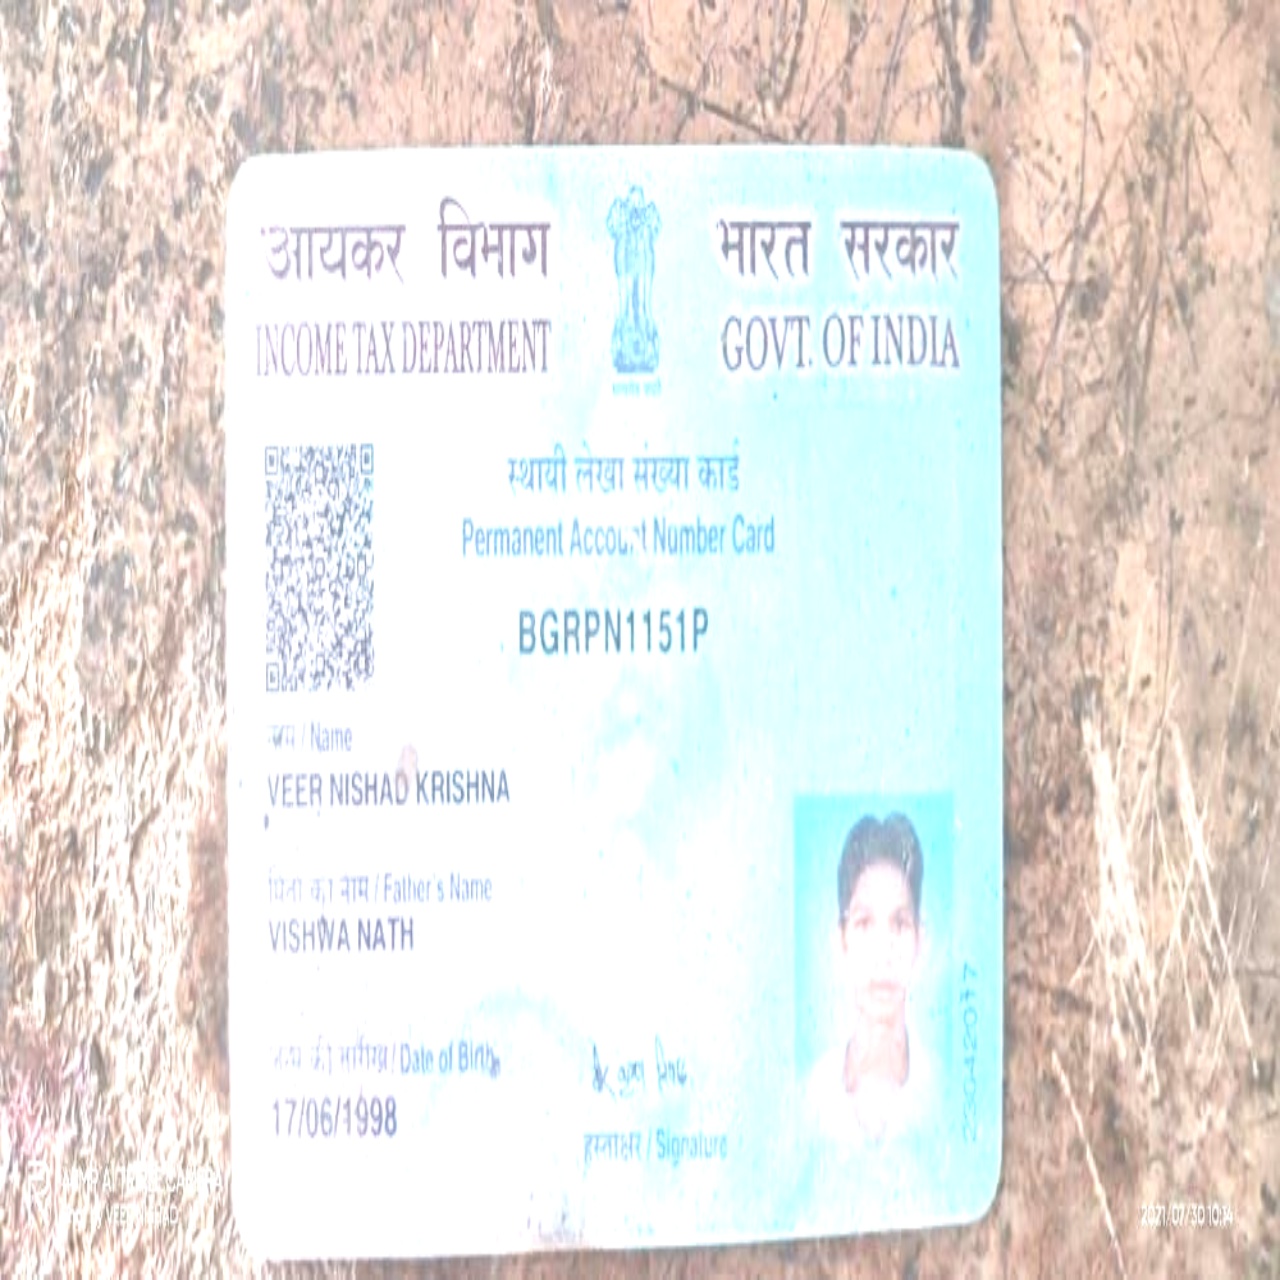 आयकर विभाग
INCOME TAX DEPARTMENT
भारत सरकार
GOVT. OF INDIA
स्थायी लेखा संख्या कार्ड
Permanent Account Number Card
BGRPN1151P
नाम / Name
VEER NISHAD KRISHNA
पिता का नाम / Father's Name
VISHWA NATH
जन्म की तारीख / Date of Birth
17/06/1998
हस्ताक्षर / Signature
23042017
2021/07/30 10:14